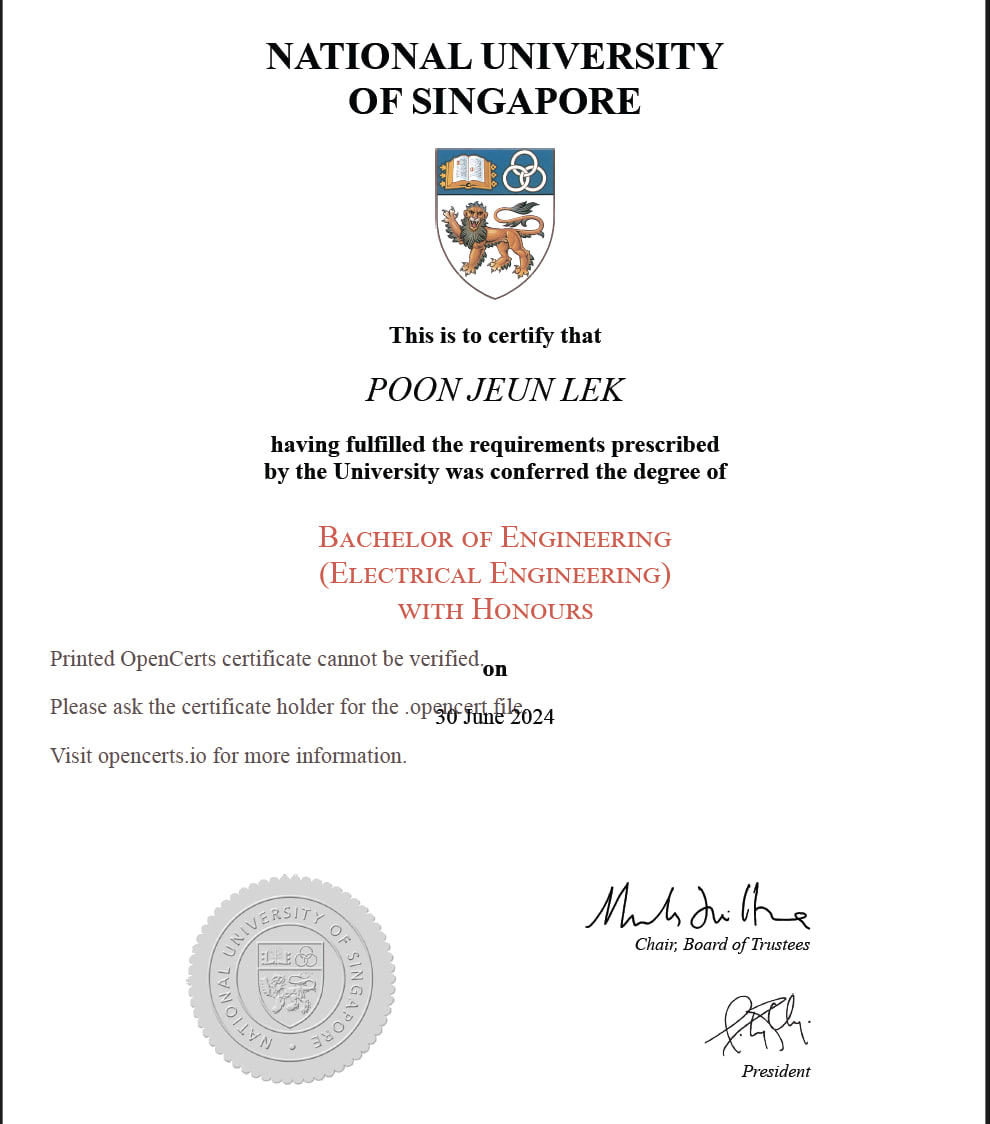 NATIONAL UNIVERSITY
OF SINGAPORE
This is to certify that
POON JEUN LEK
having fulfilled the requirements prescribed
by the University was conferred the degree of
BACHELOR OF ENGINEERING
(ELECTRICAL ENGINEERING)
WITH HONOURS
Printed OpenCerts certificate cannot be verified.
on
Please ask the certificate holder for the .opencert file.
30 June 2024
Visit opencerts.io for more information.
NATIONAL UNIVERSITY OF SINGAPORE
Chair, Board of Trustees
President